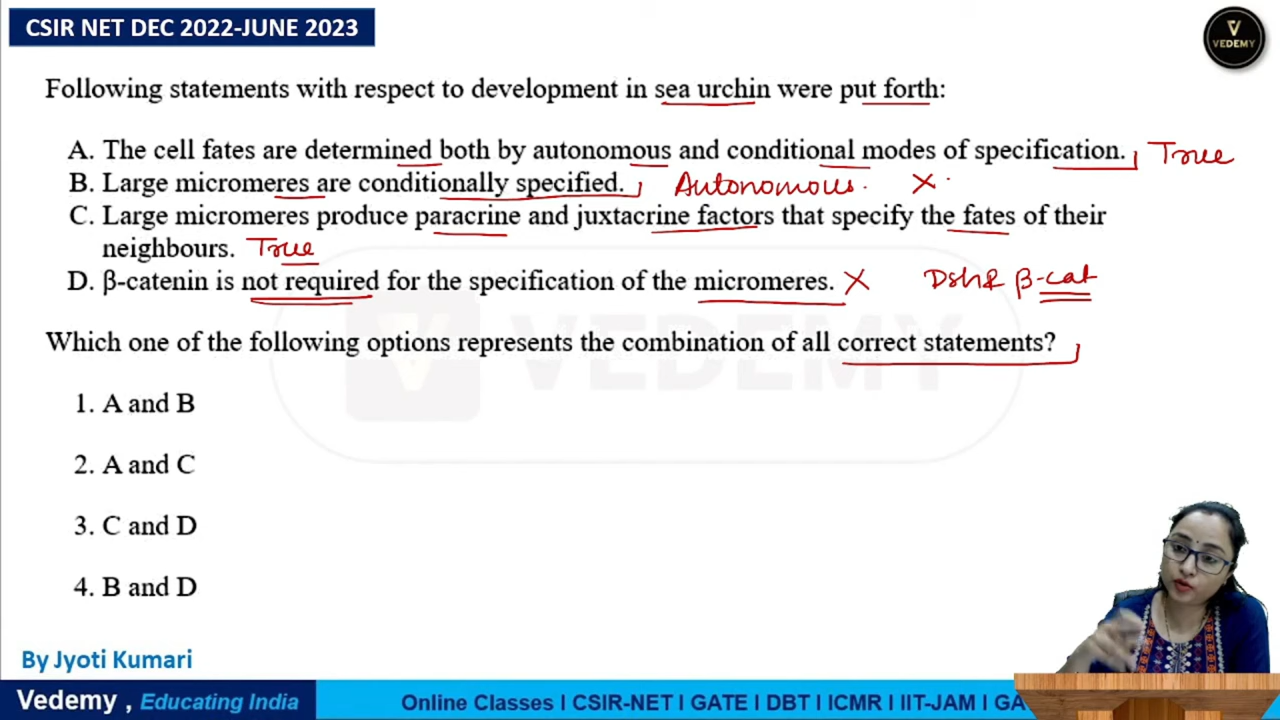 CSIR NET DEC 2022-JUNE 2023
VEDEMY
Following statements with respect to development in sea urchin were put forth:
A. The cell fates are determined both by autonomous and conditional modes of specification. True
B. Large micromeres are conditionally specified. Autonomous. X
C. Large micromeres produce paracrine and juxtacrine factors that specify the fates of their
neighbours. True
D. β-catenin is not required for the specification of the micromeres. X Dsh & β-cat
VEDEMY
Which one of the following options represents the combination of all correct statements?
1. A and B
2. A and C
3. C and D
4. B and D
By Jyoti Kumari
Vedemy , Educating India
Online Classes I CSIR-NET I GATE I DBT I ICMR I IIT-JAM I GA